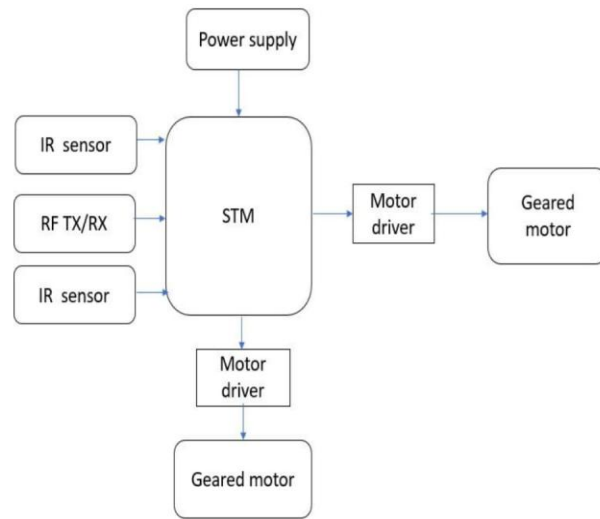 Power supply
IR sensor
RF TX/RX
IR sensor
STM
Motor
driver
Geared
motor
Motor
driver
Geared motor